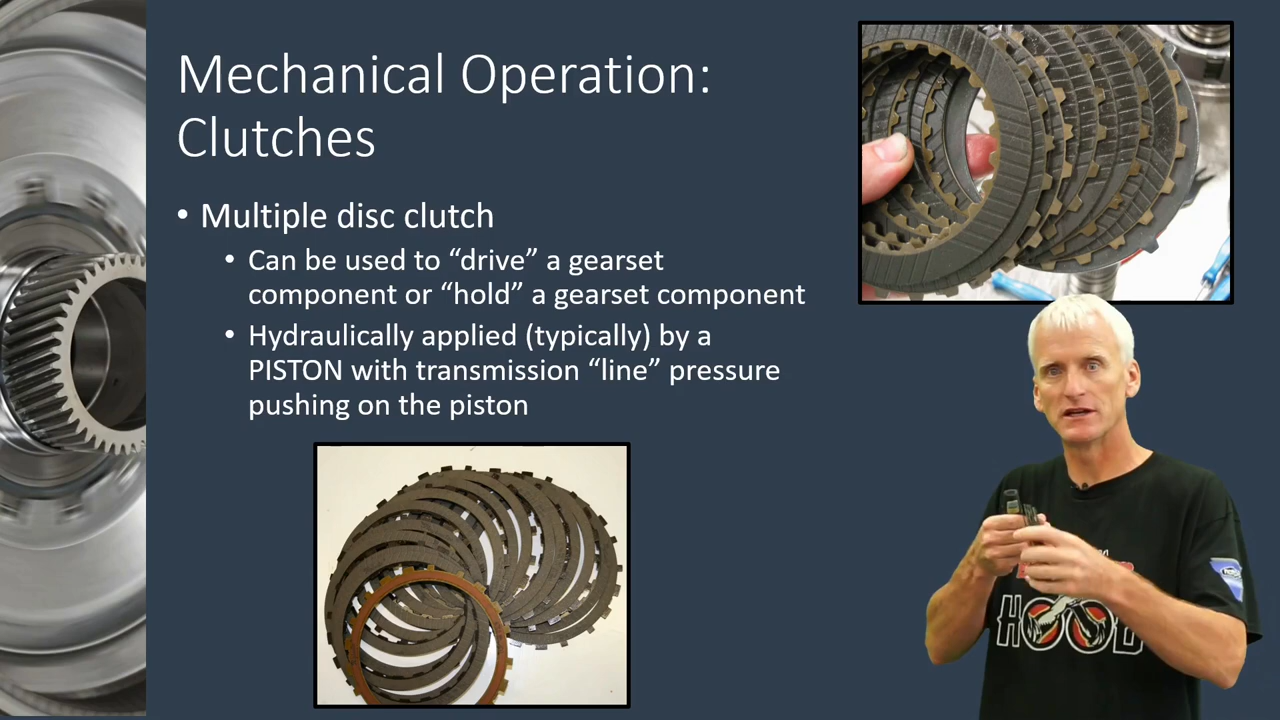 Mechanical Operation:
Clutches
• Multiple disc clutch
• Can be used to “drive” a gearset
component or “hold” a gearset component
• Hydraulically applied (typically) by a
PISTON with transmission “line” pressure
pushing on the piston
HOOD